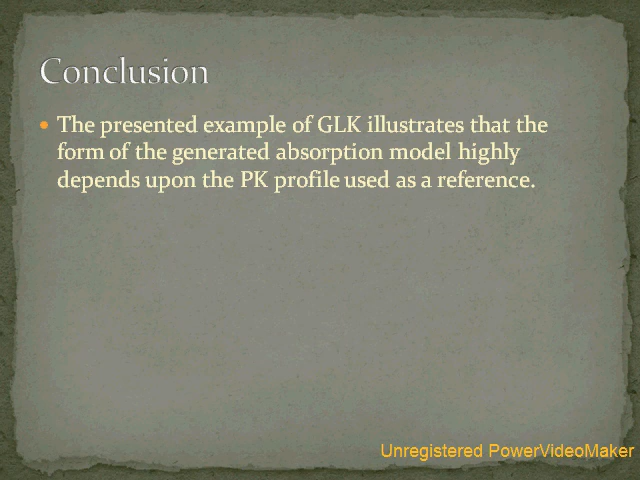 Conclusion
• The presented example of GLK illustrates that the
form of the generated absorption model highly
depends upon the PK profile used as a reference.
Unregistered PowerVideoMaker